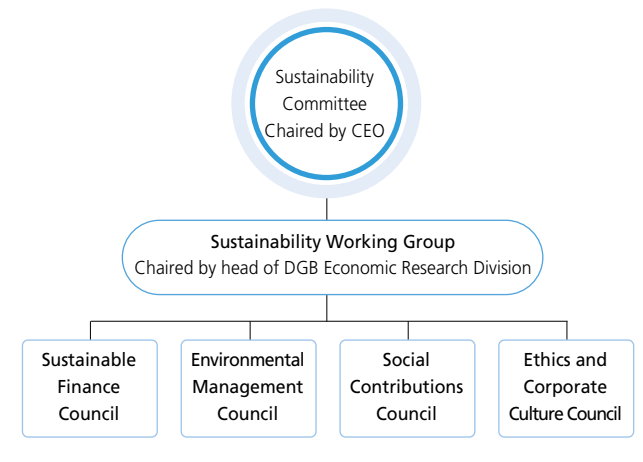 Sustainability
Committee
Chaired by CEO
Sustainability Working Group
Chaired by head of DGB Economic Research Division
Sustainable
Finance
Council
Environmental
Management
Council
Social
Contributions
Council
Ethics and
Corporate
Culture Council